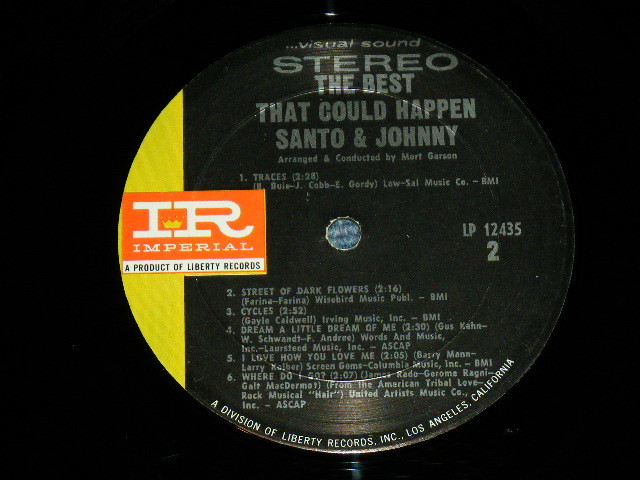 ...visual sound
STEREO
THE BEST
THAT COULD HAPPEN
SANTO & JOHNNY
Arranged & Conducted by Mort Garson
1. TRACES (2:28)
(B. Buie-J. Cobb-E. Gordy) Low-Sal Music Co. - BMI
IR
IMPERIAL
A PRODUCT OF LIBERTY RECORDS
LP 12435
2
2. STREET OF DARK FLOWERS (2:16)
(Farina-Farina) Wisebird Music Publ. - BMI
3. CYCLES (2:52)
(Gayle Caldwell) Irving Music, Inc. - BMI
4. DREAM A LITTLE DREAM OF ME (2:30) (Gus Kahn-
W. Schwandt-F. Andree) Words And Music,
Inc.-Laursteed Music, Inc. - ASCAP
5. I LOVE HOW YOU LOVE ME (2:05) (Barry Mann-
Larry Kolber) Screen Gems-Columbia Music, Inc. - BMI
6. WHERE DO I GO? (2:07) (James Rado-Gerome Ragni-
Galt MacDermot) (From The American Tribal Love-
Rock Musical "Hair") United Artists Music Co.,
Inc. - ASCAP
A DIVISION OF LIBERTY RECORDS, INC., LOS ANGELES, CALIFORNIA